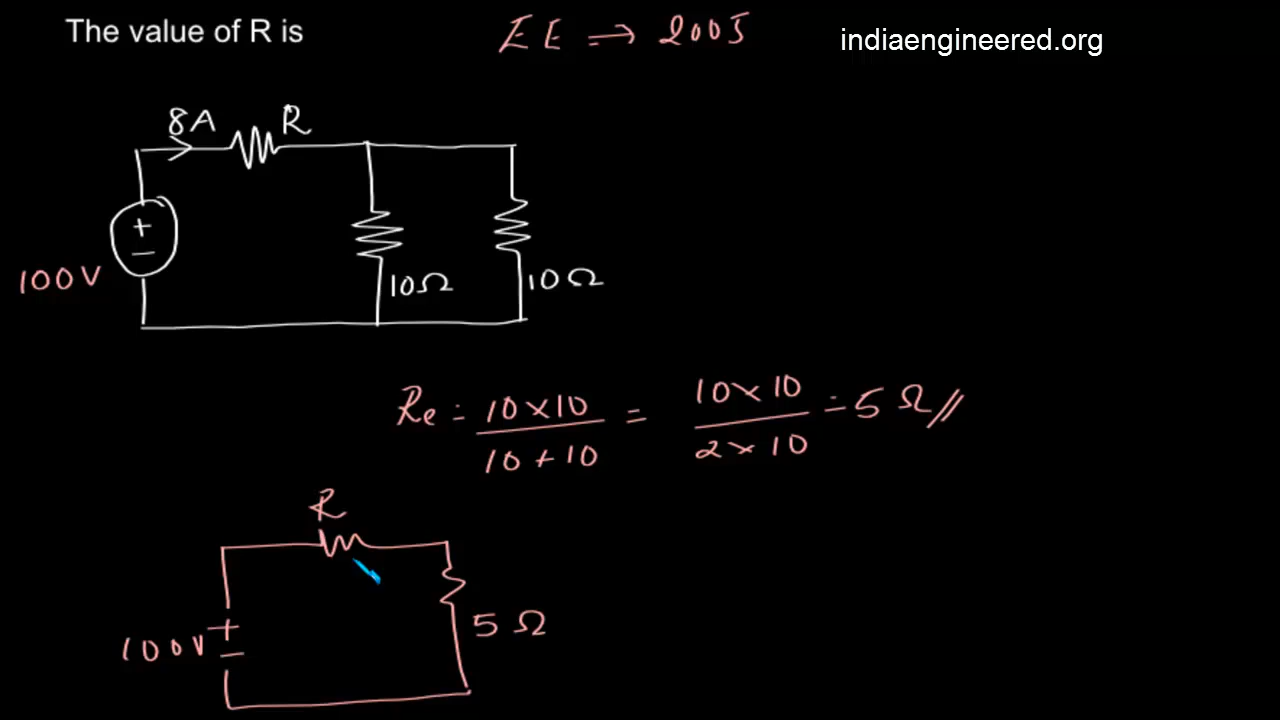 The value of R is
EE ⇒ 2005
indiaengineered.org
8A
R
+
−
100V
10Ω
10Ω
Re = 10×10 / 10+10 = 10×10 / 2×10 = 5Ω//
R
100V
+
−
5Ω